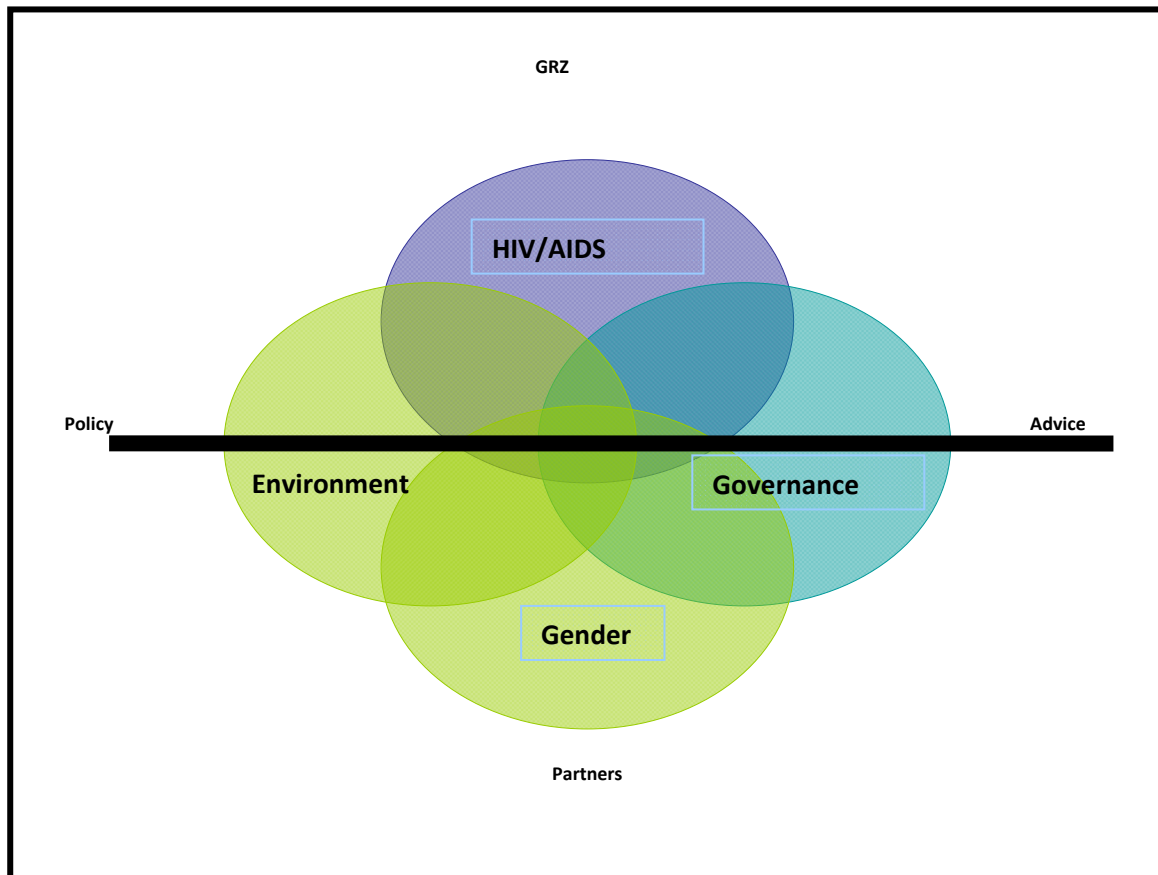 GRZ
HIV/AIDS
Policy
Advice
Environment
Governance
Gender
Partners